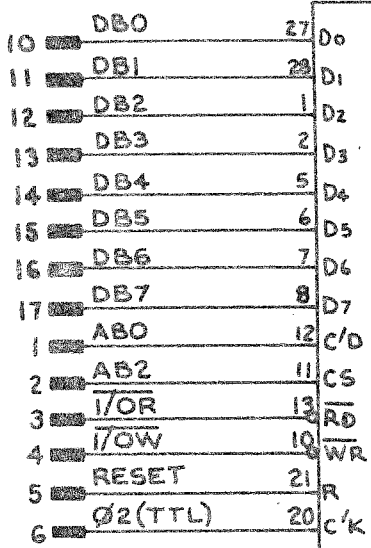 10 DB0 27 D0
11 DB1 28 D1
12 DB2 1 D2
13 DB3 2 D3
14 DB4 5 D4
15 DB5 6 D5
16 DB6 7 D6
17 DB7 8 D7
1 AB0 12 C/D
2 AB2 11 CS
3 I/OR 13 RD
4 I/OW 10 WR
5 RESET 21 R
6 Ø2(TTL) 20 C'K